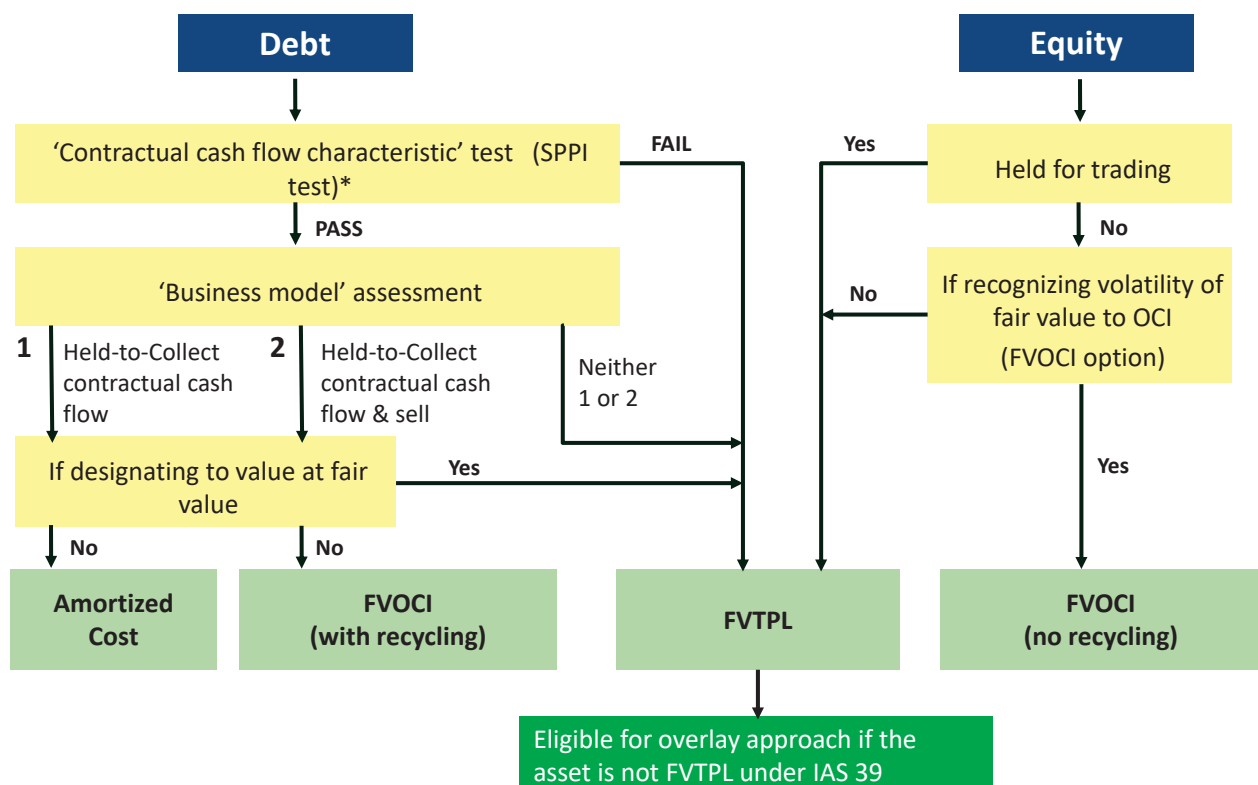 Debt
Equity
‘Contractual cash flow characteristic’ test (SPPI
test)*
FAIL
Yes
Held for trading
PASS
No
‘Business model’ assessment
No
If recognizing volatility of
fair value to OCI
(FVOCI option)
1
Held-to-Collect
contractual cash
flow
2
Held-to-Collect
contractual cash
flow & sell
Neither
1 or 2
If designating to value at fair
value
Yes
Yes
No
No
Amortized
Cost
FVOCI
(with recycling)
FVTPL
FVOCI
(no recycling)
Eligible for overlay approach if the
asset is not FVTPL under IAS 39